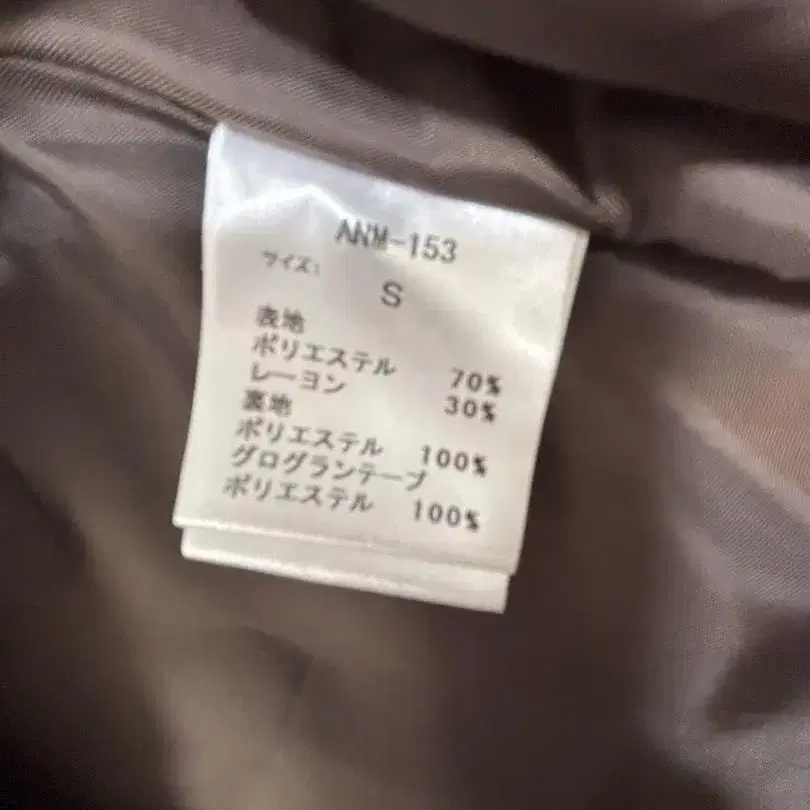 ANM-153
サイズ:
S
表地
ポリエステル 70%
レーヨン 30%
裏地
ポリエステル 100%
グログランテープ
ポリエステル 100%